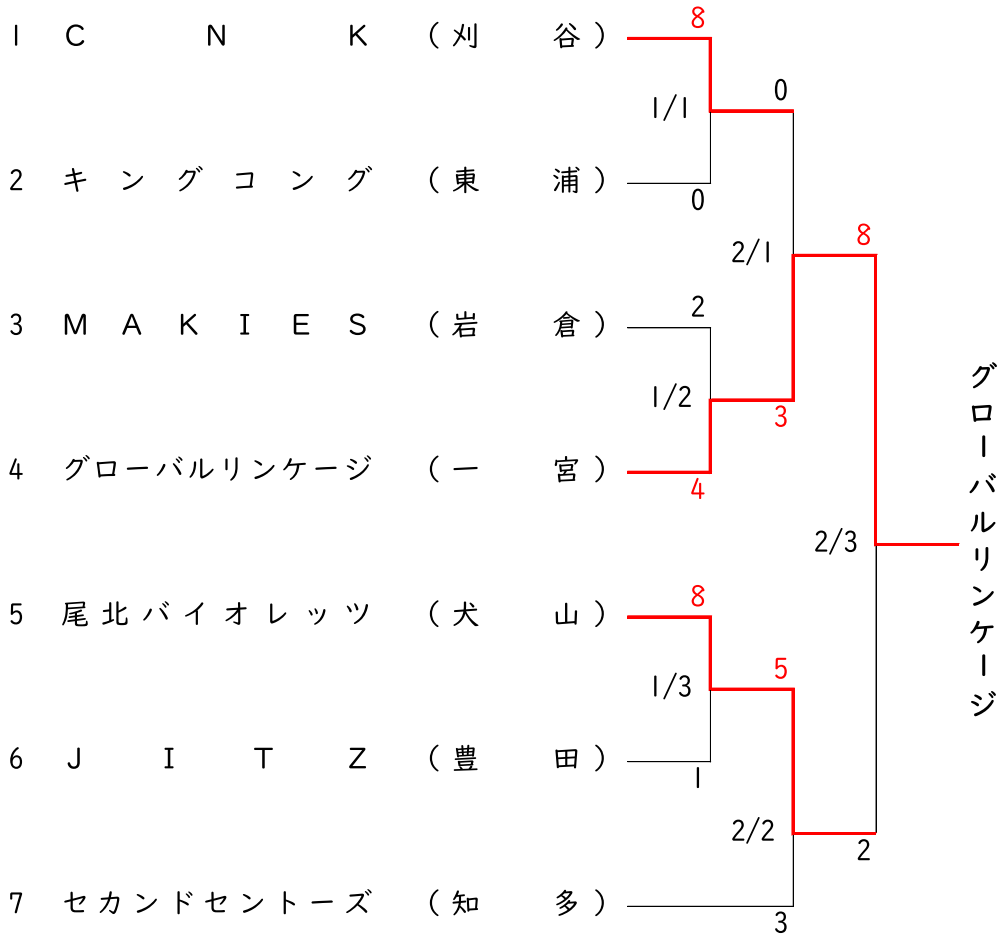 8
1 CNK (刈谷)
0
1/1
2 キングコング (東浦)
0
8
2/1
2
3 MAKIES (岩倉)
1/2
3
4 グローバルリンケージ (一宮)
4
グローバルリンケージ
2/3
8
5 尾北バイオレッツ (犬山)
5
1/3
6 JITZ (豊田)
1
2/2
2
7 セカンドセントーズ (知多)
3